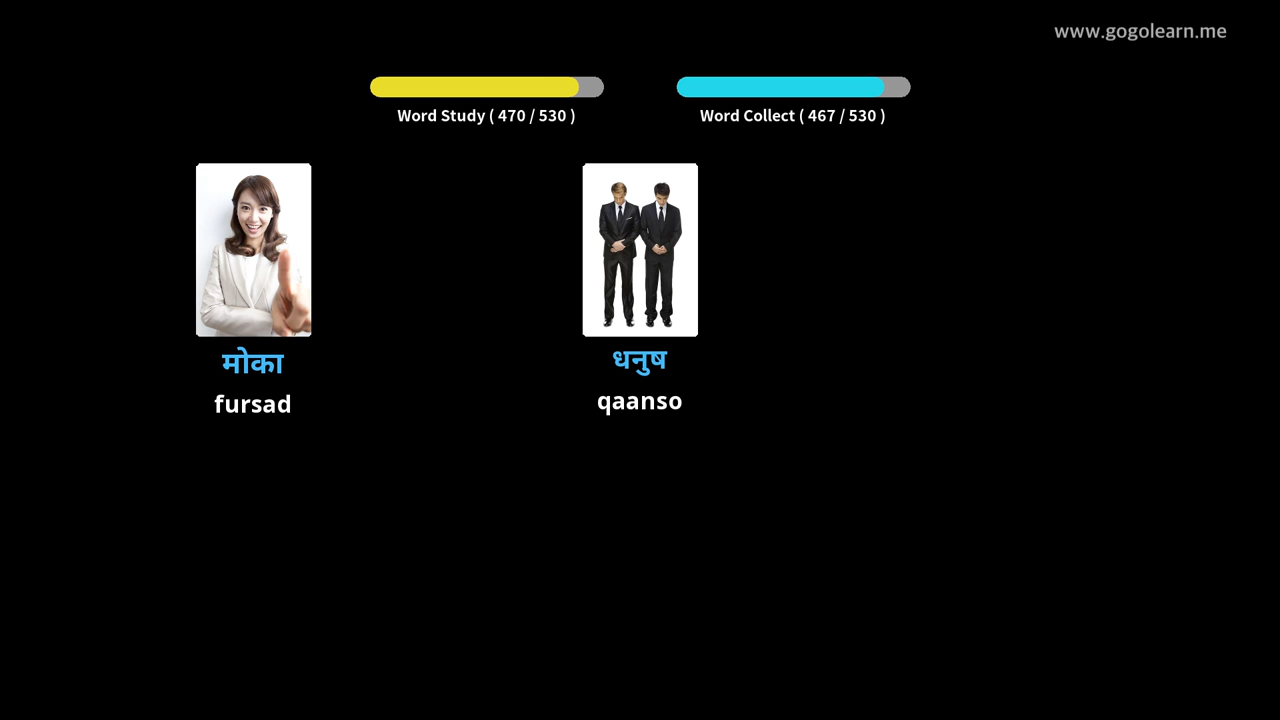 www.gogolearn.me
Word Study ( 470 / 530 )
Word Collect ( 467 / 530 )
मोका
fursad
धनुष
qaanso